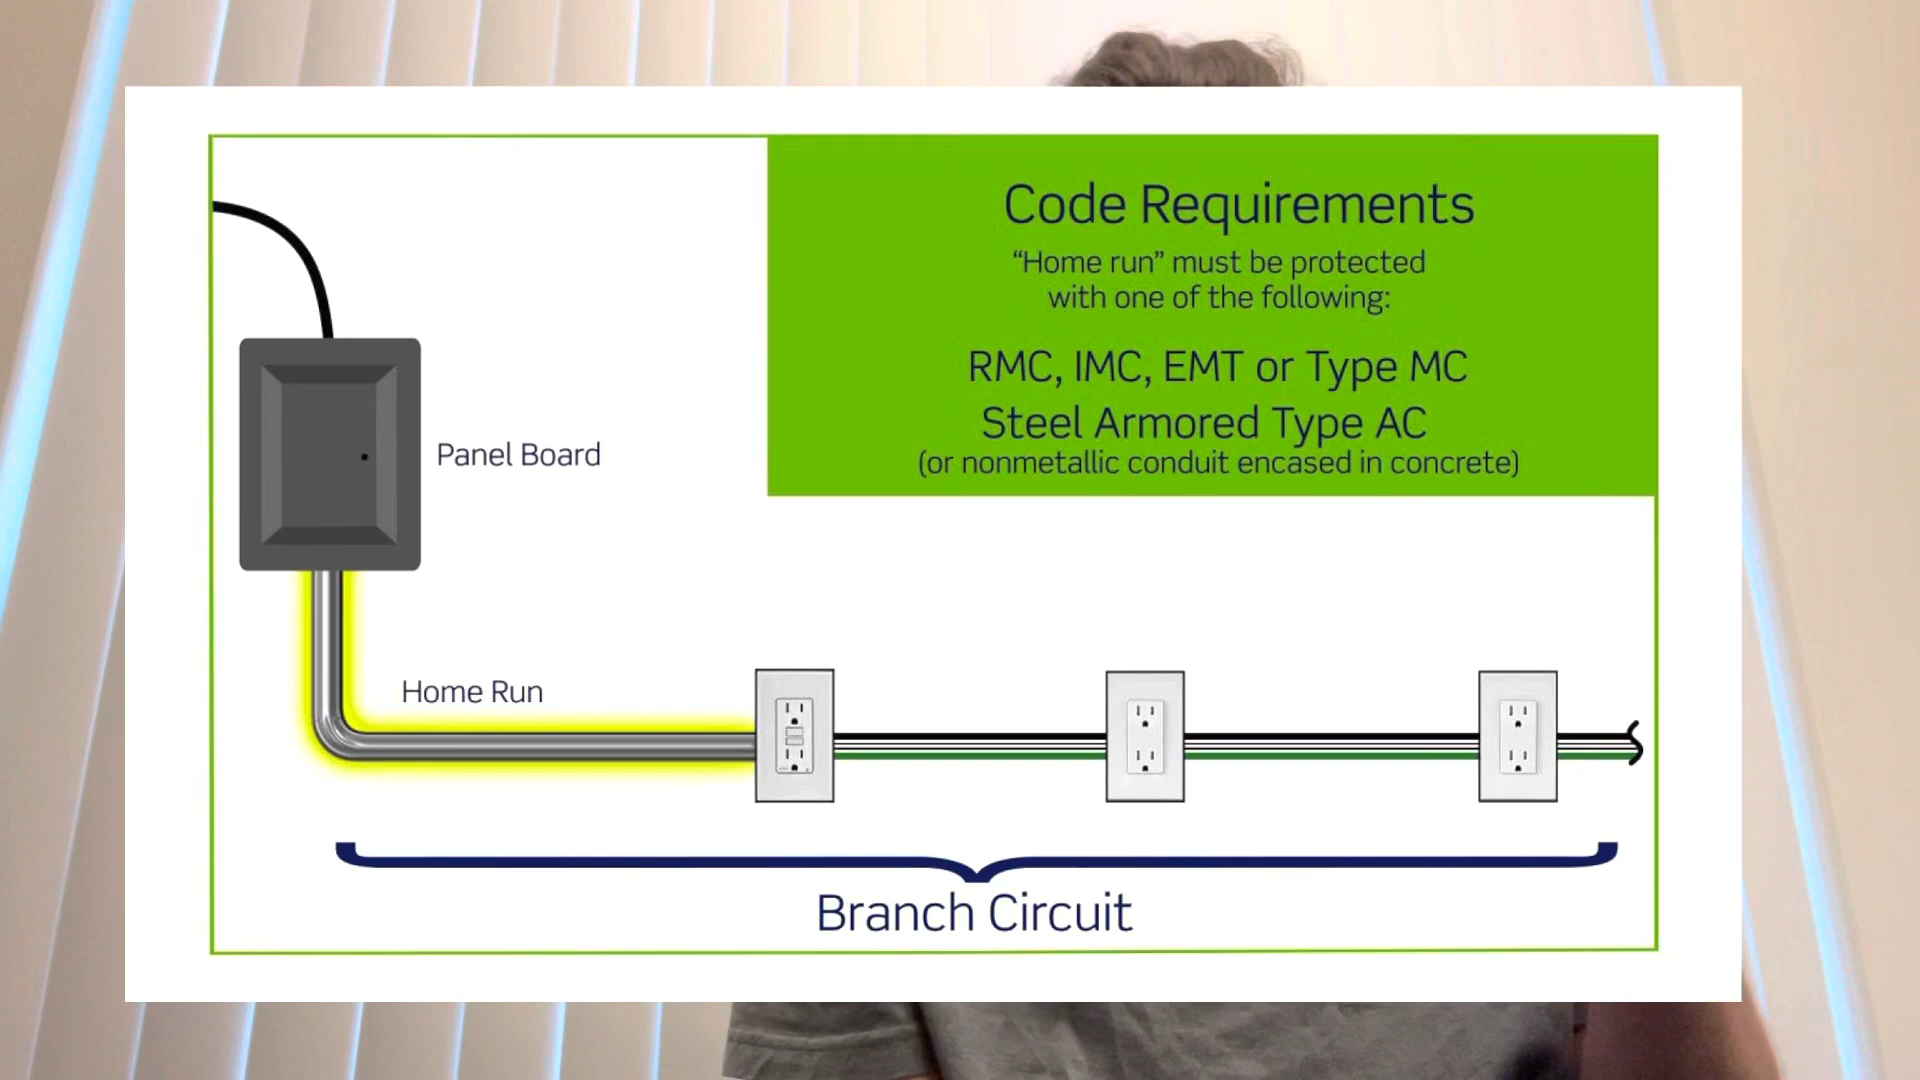 Code Requirements
“Home run” must be protected
with one of the following:
RMC, IMC, EMT or Type MC
Steel Armored Type AC
(or nonmetallic conduit encased in concrete)
Panel Board
Home Run
Branch Circuit